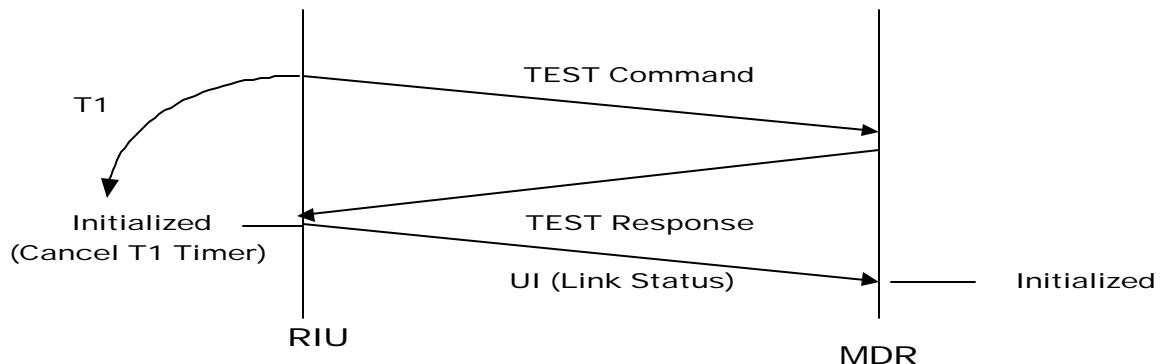 TEST Command
T1
Initialized
(Cancel T1 Timer)
TEST Response
UI (Link Status)
Initialized
RIU
MDR